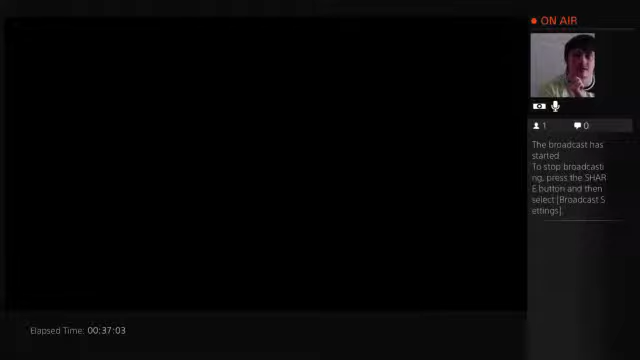 ON AIR
1 0
The broadcast has
started.
To stop broadcasti
ng, press the SHAR
E button and then
select [Broadcast S
ettings].
Elapsed Time: 00:37:03